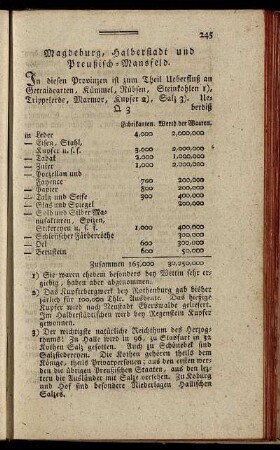 245
Magdeburg, Halberstadt und
Preußisch-Mansfeld.
In diesen Provinzen ist zum Theil Ueberfluß an
Getraidearten, Kümmel, Rübsen, Steinkohlen 1),
Trippelerde, Marmor, Kupfer 2), Salz 3). Ue-
Q 3 berdiß
Fabrikanten. Werth der Waaren.
in Leder 4,000 2,000,000
— Eisen, Stahl,
Kupfer u. s. f. 3,000 2,000,000
— Tabak 2,000 1,000,000
— Zucker 1,000 2,000,000
— Porzellan und
Fayence 700 200,000
— Papier 800 200,000
— Talg und Seife 300 400,000
— Glas und Spiegel 200,000
— Gold und Silber Ma-
nufakturen, Spitzen,
Stickereyen u. s. f. 1,000 400,000
— Schlesischer Färberröthe 300,000
— Oel 600 300,000
— Bernstein 600 50,000
Zusammen 165,000 30,250,000
1) Sie waren ehedem besonders bey Wettin sehr er-
giebig, haben aber abgenommen.
2) Das Kupferbergwerk bey Rothenburg gab bisher
jährlich für 100,000 Thlr. Ausbeute. Das hiesige
Kupfer wird nach Neustadt Eberswalde geliefert.
Im Halberstädtischen wird bey Regenstein Kupfer
gewonnen.
3) Der wichtigste natürliche Reichthum des Herzog-
thums! Zu Halle wird in 96, zu Stasfurt in 32
Kothen Salz gesotten. Auch zu Schönebek sind
Salzsiedereyen. Die Kothen gehören theils dem
Könige, theils Privatpersonen; aus den ersten wer-
den die übrigen Preußischen Staaten, aus den letz-
tern die Ausländer mit Salze versehen. Zu Koburg
und Hof sind besondere Niederlagen Hallischen
Salzes.